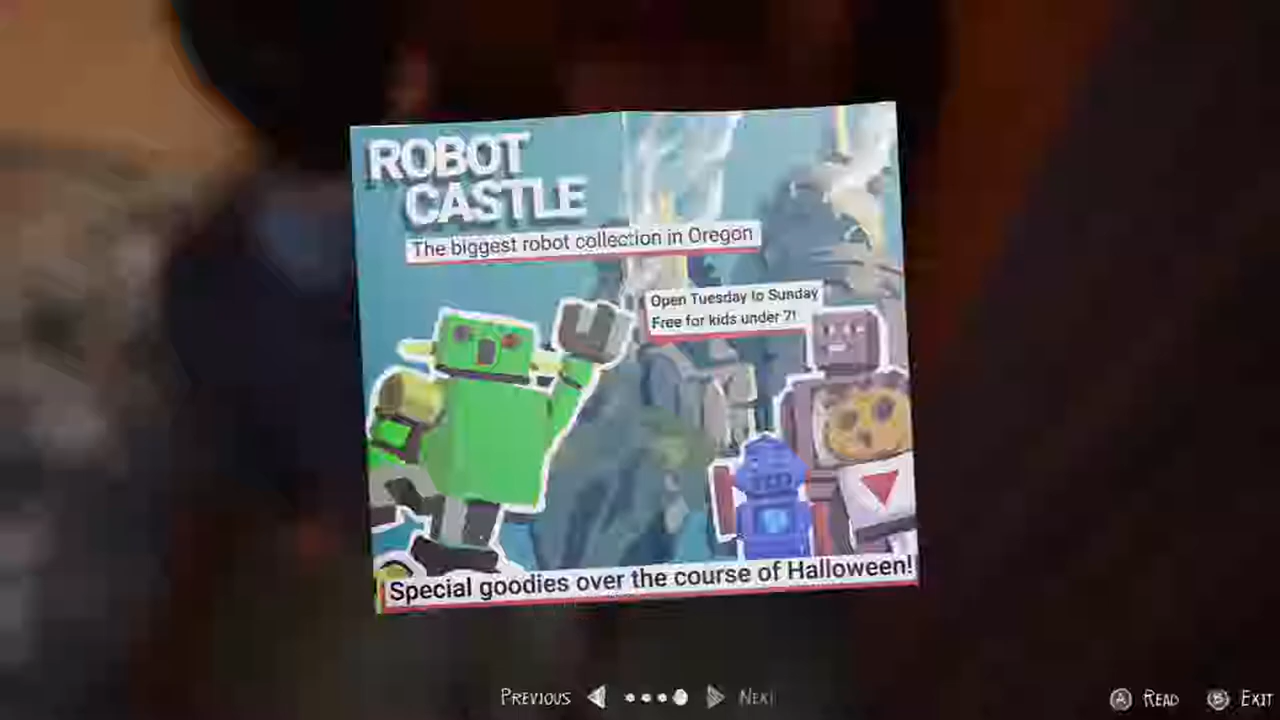 ROBOT
CASTLE
The biggest robot collection in Oregon
Open Tuesday to Sunday
Free for kids under 7!
Special goodies over the course of Halloween!
PREVIOUS
NEXT
A READ
B EXIT